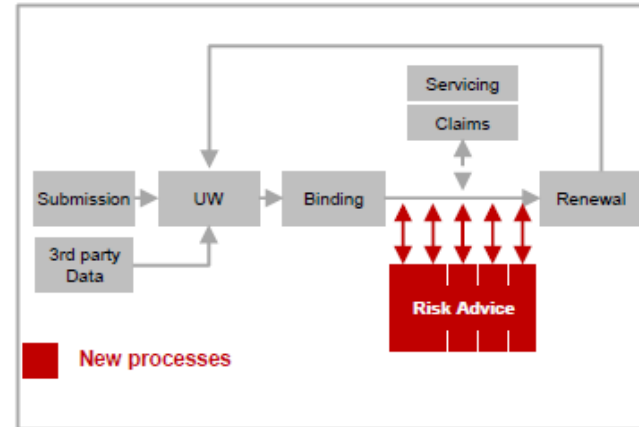 Servicing
Claims
Submission
UW
Binding
Renewal
3rd party
Data
Risk Advice
New processes